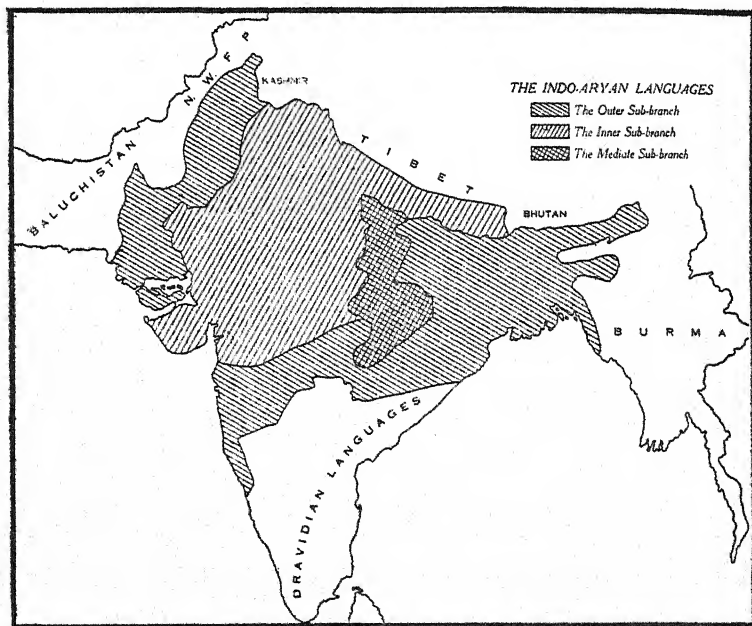 N. W. F. P.
KASHMIR
THE INDO-ARYAN LANGUAGES
The Outer Sub-branch
The Inner Sub-branch
The Mediate Sub-branch
TIBET
BALUCHISTAN
BHUTAN
BURMA
DRAVIDIAN LANGUAGES